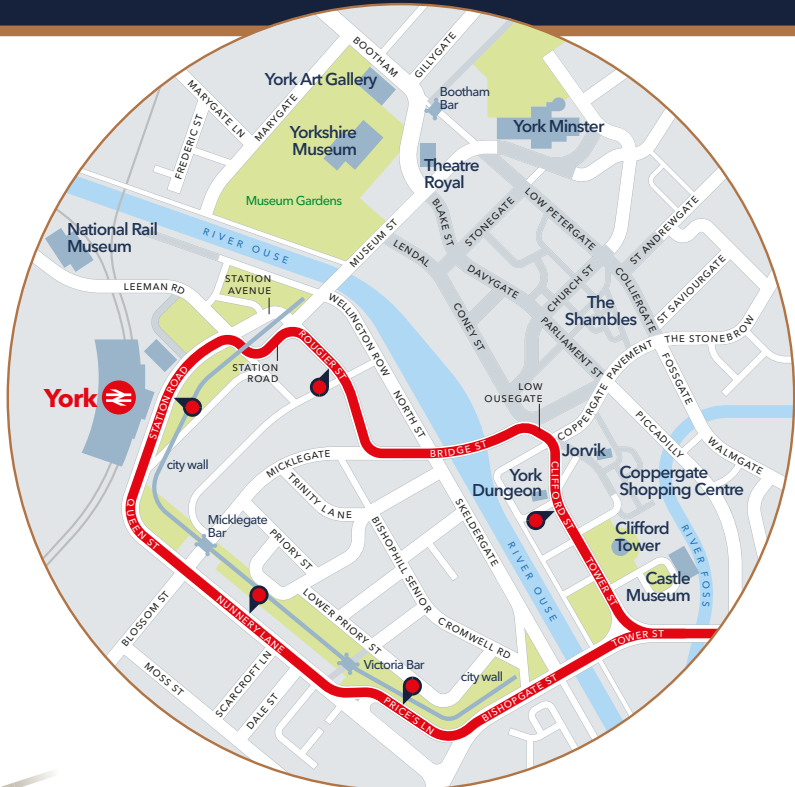 BOOTHAM
GILLYGATE
York Art Gallery
Bootham
Bar
MARYGATE LN
MARYGATE
FREDERIC ST
Yorkshire
Museum
York Minster
Theatre
Royal
Museum Gardens
National Rail
Museum
RIVER OUSE
MUSEUM ST
LENDAL
BLAKE ST
STONEGATE
LOW PETERGATE
ST ANDREWGATE
LEEMAN RD
STATION
AVENUE
DAVYGATE
CHURCH ST
COLLIERGATE
ST SAVIOURGATE
The
Shambles
WELLINGTON ROW
CONEY ST
PARLIAMENT ST
PAVEMENT
THE STONEBROW
STATION
ROAD
ROUGIER ST
York
STATION ROAD
NORTH ST
LOW
OUSEGATE
COPPERGATE
FOSSGATE
PICCADILLY
WALMGATE
BRIDGE ST
city wall
MICKLEGATE
TRINITY LANE
Jorvik
York
Dungeon
CLIFFORD ST
Coppergate
Shopping Centre
QUEEN ST
Micklegate
Bar
PRIORY ST
BISHOPHILL SENIOR
SKELDERGATE
RIVER OUSE
Clifford
Tower
RIVER FOSS
Castle
Museum
TOWER ST
BLOSSOM ST
NUNNERY LANE
LOWER PRIORY ST
CROMWELL RD
TOWER ST
MOSS ST
SCARCROFT LN
DALE ST
Victoria Bar
city wall
PRICE'S LN
BISHOPGATE ST